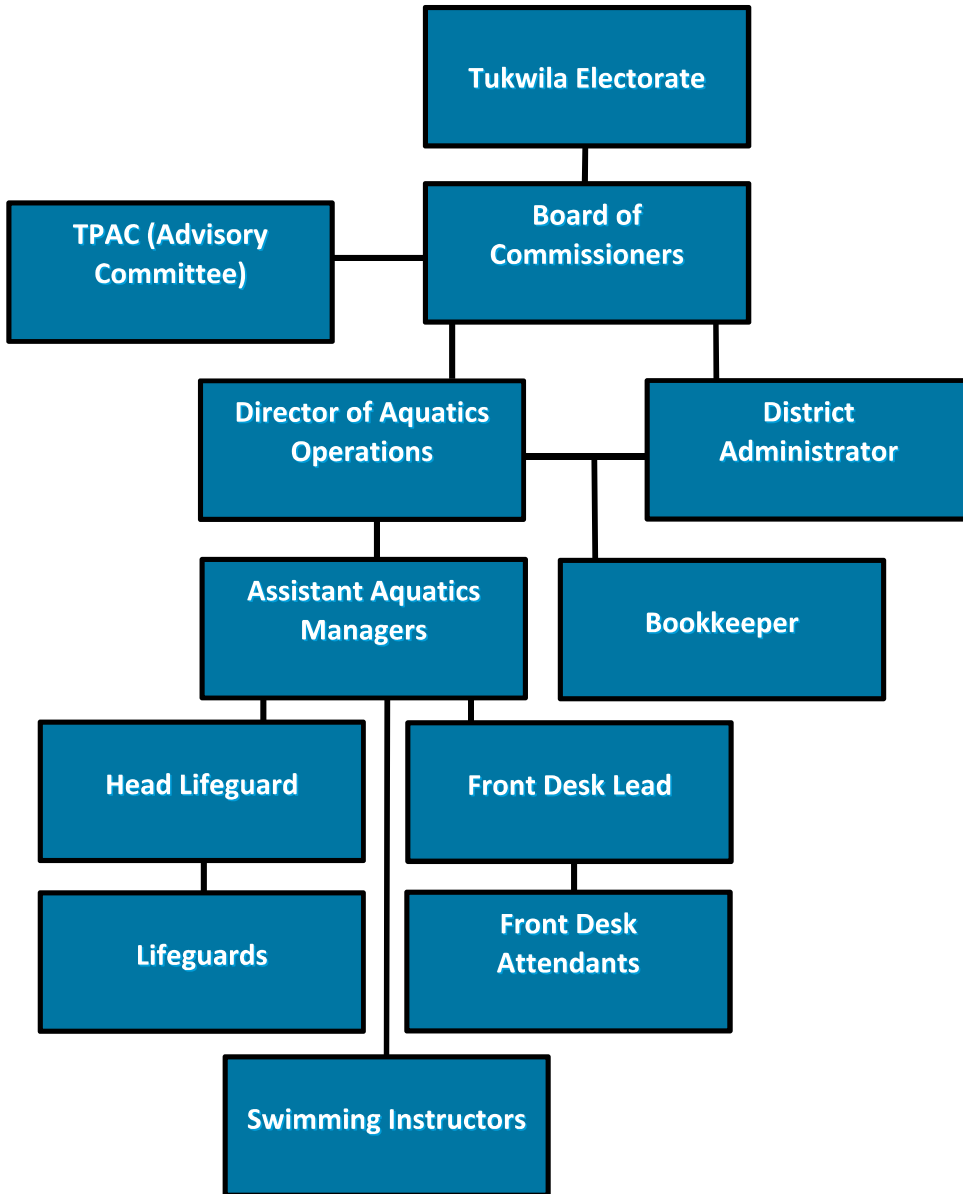 Tukwila Electorate
Board of
Commissioners
TPAC (Advisory
Committee)
Director of Aquatics
Operations
District
Administrator
Assistant Aquatics
Managers
Bookkeeper
Head Lifeguard
Front Desk Lead
Lifeguards
Front Desk
Attendants
Swimming Instructors